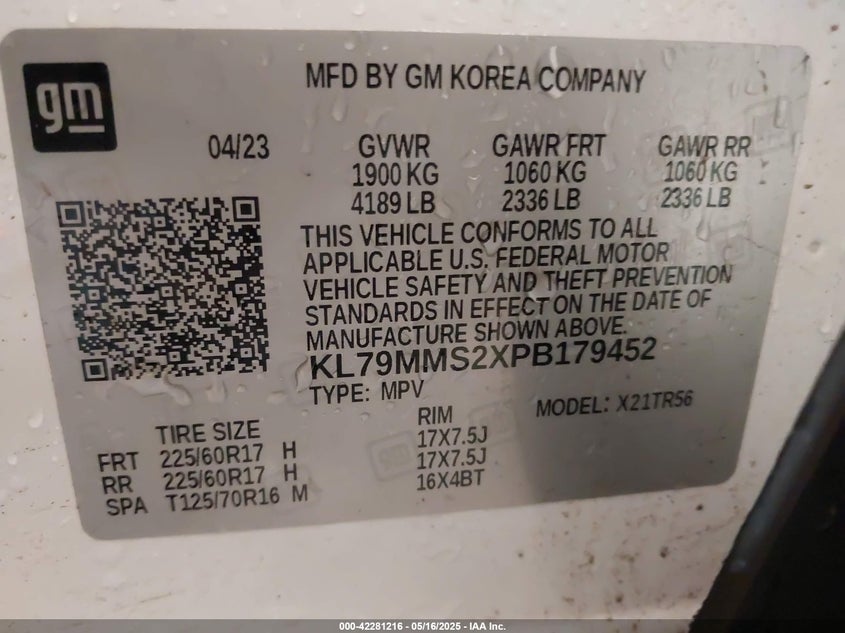 gm
MFD BY GM KOREA COMPANY
04/23 GVWR GAWR FRT GAWR RR
1900 KG 1060 KG 1060 KG
4189 LB 2336 LB 2336 LB
THIS VEHICLE CONFORMS TO ALL
APPLICABLE U.S. FEDERAL MOTOR
VEHICLE SAFETY AND THEFT PREVENTION
STANDARDS IN EFFECT ON THE DATE OF
MANUFACTURE SHOWN ABOVE.
KL79MMS2XPB179452
TYPE: MPV MODEL: X21TR56
TIRE SIZE RIM
FRT 225/60R17 H 17X7.5J
RR 225/60R17 H 17X7.5J
SPA T125/70R16 M 16X4BT
000-42281216 - 05/16/2025 - IAA Inc.